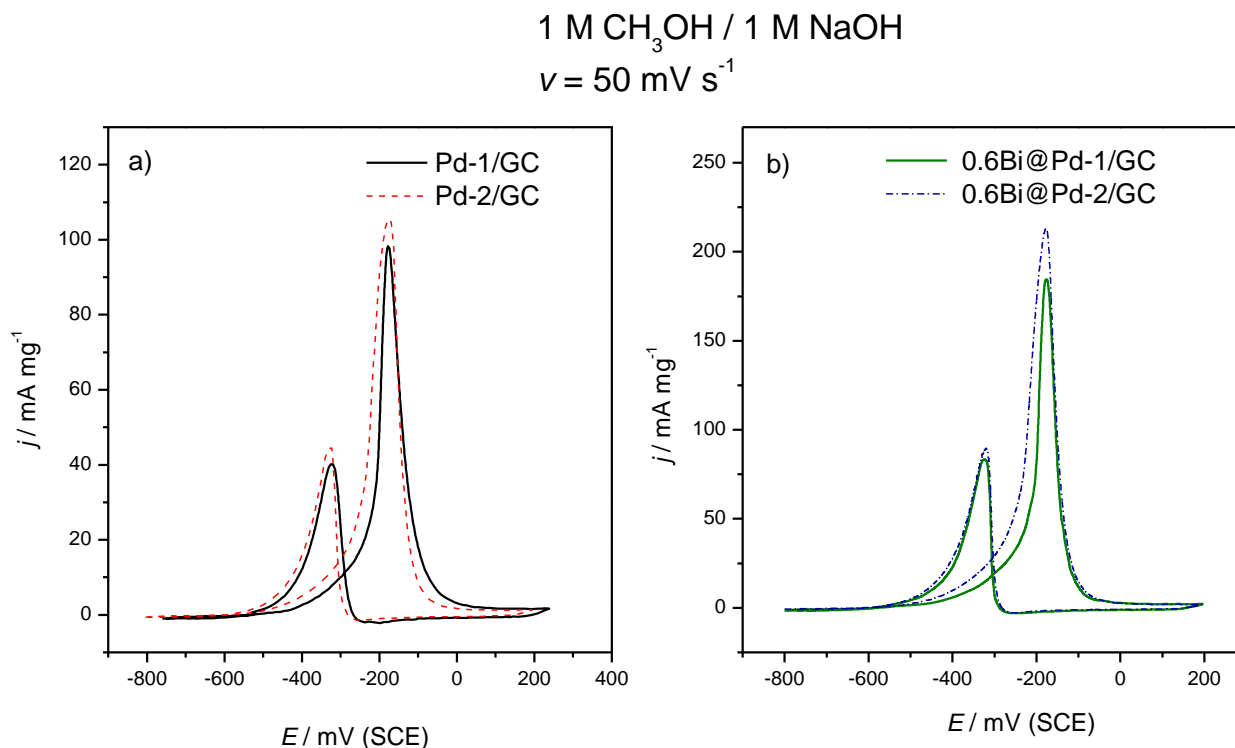 1 M CH₃OH / 1 M NaOH
v = 50 mV s⁻¹
a)
Pd-1/GC
Pd-2/GC
120
100
80
60
40
20
0
j / mA mg⁻¹
-800 -600 -400 -200 0 200 400
E / mV (SCE)
b)
0.6Bi@Pd-1/GC
0.6Bi@Pd-2/GC
250
200
150
100
50
0
j / mA mg⁻¹
-800 -600 -400 -200 0 200
E / mV (SCE)